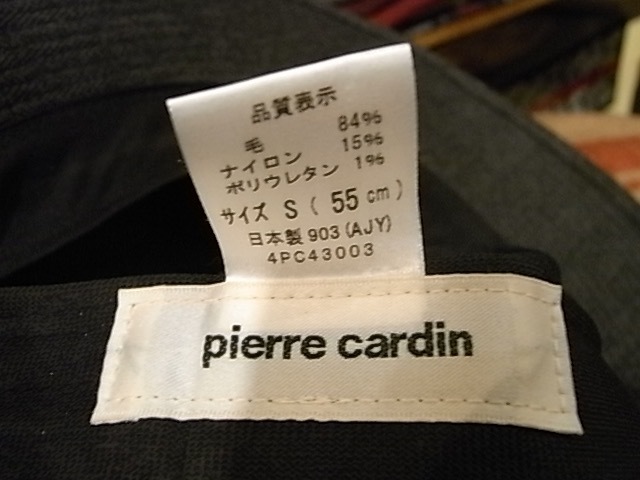 品質表示
毛 84%
ナイロン 15%
ポリウレタン 1%
サイズ S ( 55 cm )
日本製 903 (AJY)
4PC43003
pierre cardin